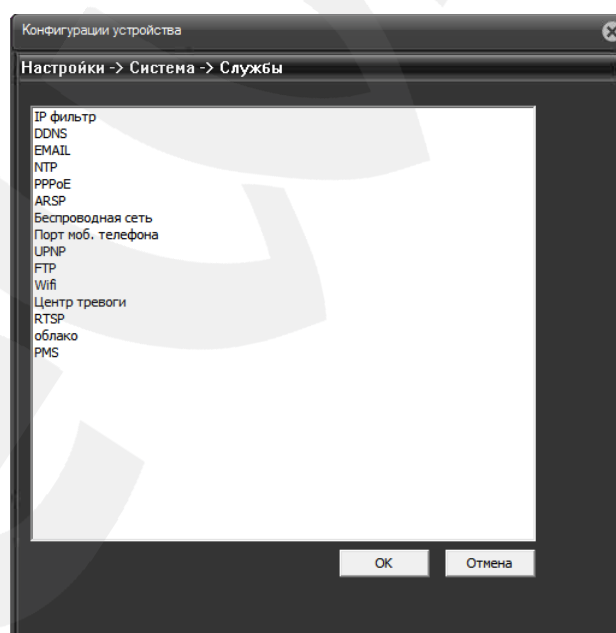 Конфигурации устройства
Настройки -> Система -> Службы
IP фильтр
DDNS
EMAIL
NTP
PPPoE
ARSP
Беспроводная сеть
Порт моб. телефона
UPNP
FTP
Wifi
Центр тревоги
RTSP
облако
PMS
OK
Отмена